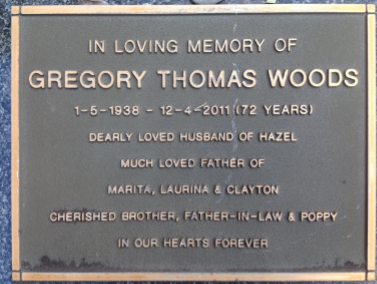 IN LOVING MEMORY OF
GREGORY THOMAS WOODS
1-5-1938 - 12-4-2011 (72 YEARS)
DEARLY LOVED HUSBAND OF HAZEL
MUCH LOVED FATHER OF
MARITA, LAURINA & CLAYTON
CHERISHED BROTHER, FATHER-IN-LAW & POPPY
IN OUR HEARTS FOREVER